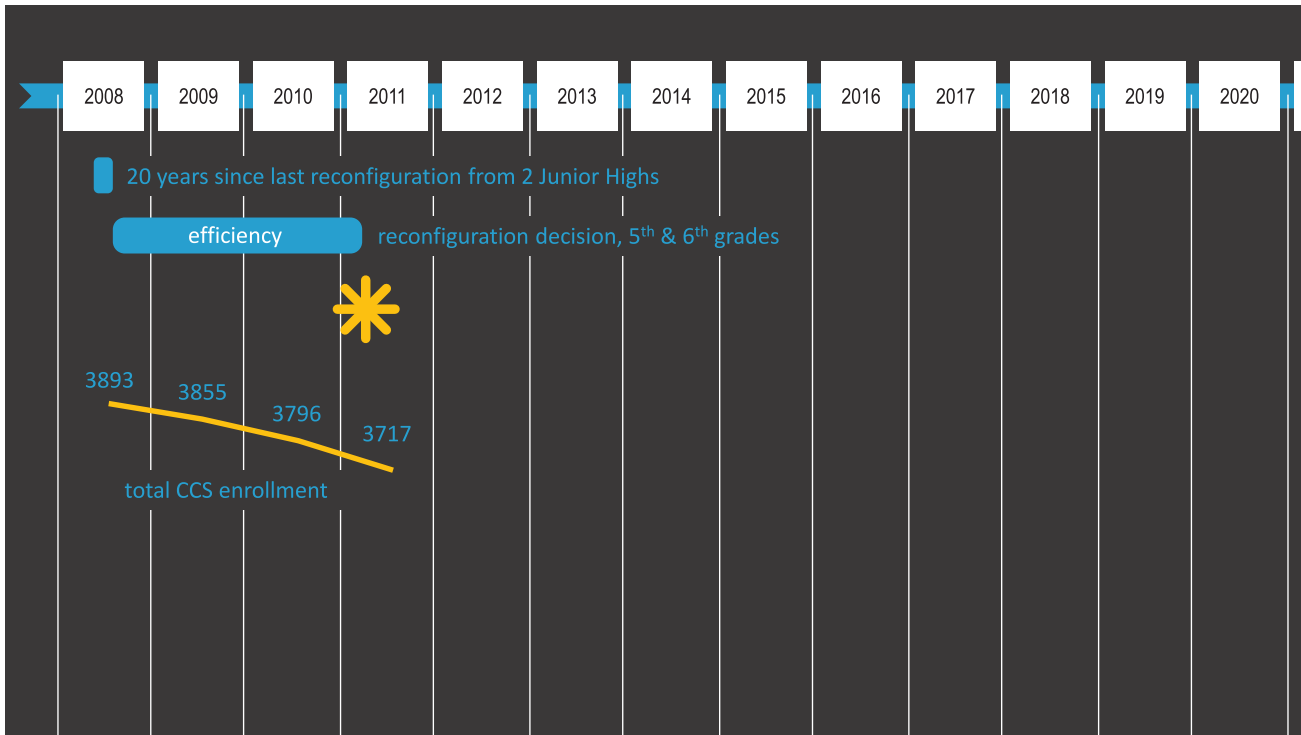 2008 2009 2010 2011 2012 2013 2014 2015 2016 2017 2018 2019 2020
20 years since last reconfiguration from 2 Junior Highs
efficiency reconfiguration decision, 5th & 6th grades
3893
3855
3796
3717
total CCS enrollment